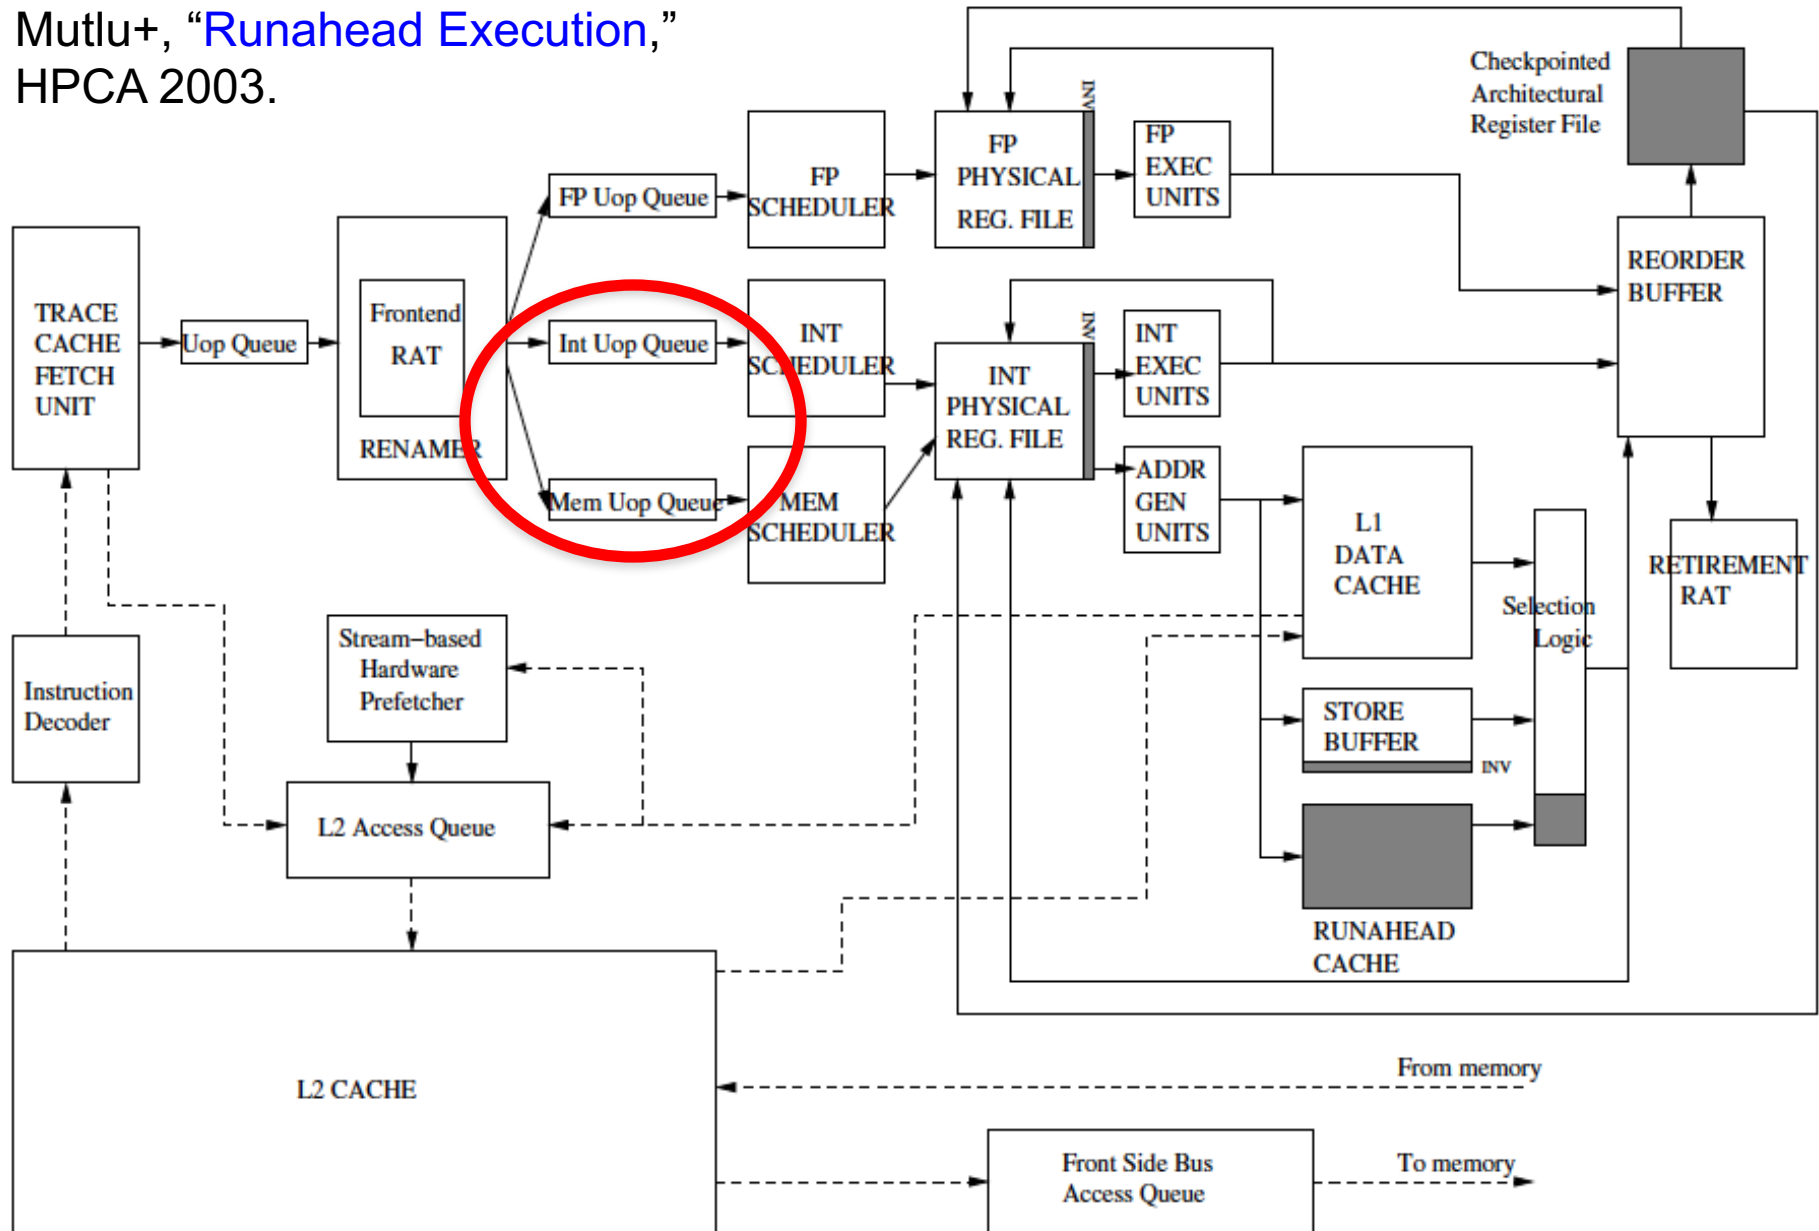 Mutlu+, “Runahead Execution,”
HPCA 2003.
Checkpointed
Architectural
Register File
INV
FP
PHYSICAL
REG. FILE
FP
EXEC
UNITS
FP
SCHEDULER
FP Uop Queue
TRACE
CACHE
FETCH
UNIT
Uop Queue
Frontend
RAT
RENAMER
Int Uop Queue
INT
SCHEDULER
INV
INT
PHYSICAL
REG. FILE
INT
EXEC
UNITS
REORDER
BUFFER
Mem Uop Queue
MEM
SCHEDULER
ADDR
GEN
UNITS
L1
DATA
CACHE
Selection
Logic
RETIREMENT
RAT
Instruction
Decoder
Stream−based
Hardware
Prefetcher
STORE
BUFFER
INV
L2 Access Queue
RUNAHEAD
CACHE
L2 CACHE
From memory
Front Side Bus
Access Queue
To memory